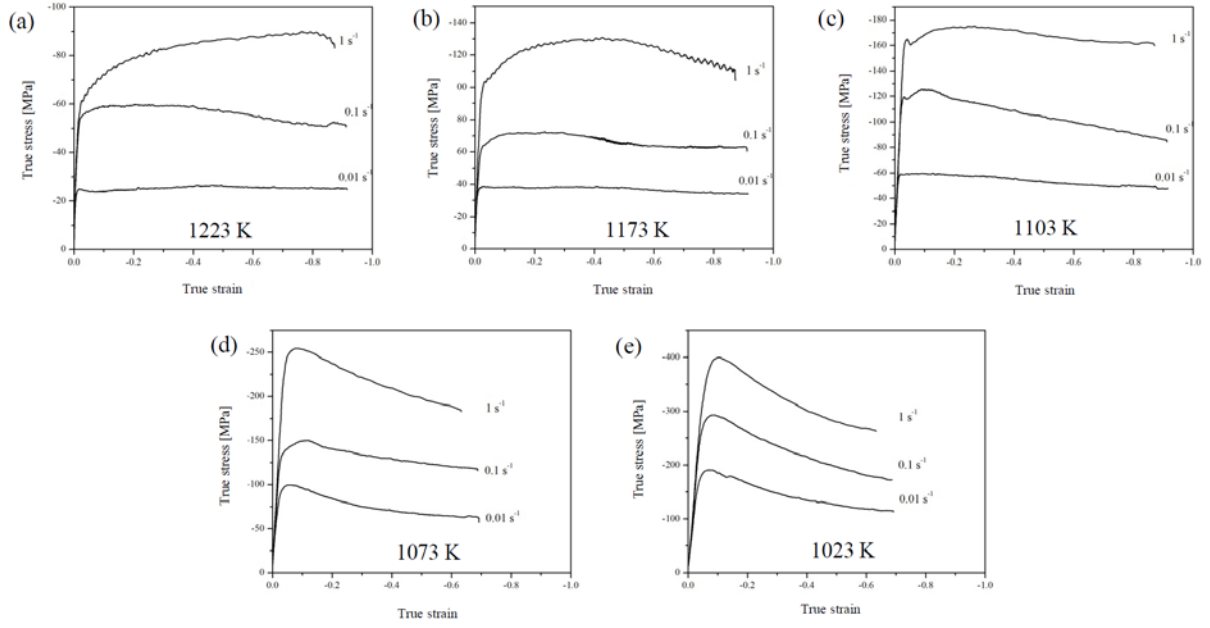 (a)
-100
-80
-60
-40
-20
0
True stress [MPa]
1 s⁻¹
0.1 s⁻¹
0.01 s⁻¹
1223 K
0.0 -0.2 -0.4 -0.6 -0.8 -1.0
True strain
(b)
-140
-120
00
80
60
40
-20
0
True stress [MPa]
1 s⁻¹
0.1 s⁻¹
0.01 s⁻¹
1173 K
0.0 -0.2 -0.4 -0.6 -0.8 -1.0
True strain
(c)
-180
-160
-140
-120
-100
-80
-60
-40
-20
0
True stress [MPa]
1 s⁻¹
0.1 s⁻¹
0.01 s⁻¹
1103 K
0.0 -0.2 -0.4 -0.6 -0.8 -1.0
True strain
(d)
-250
-200
-150
-100
-50
0
True stress [MPa]
1 s⁻¹
0.1 s⁻¹
0.01 s⁻¹
1073 K
0.0 -0.2 -0.4 -0.6 -0.8 -1.0
True strain
(e)
-400
-300
-200
-100
0
True stress [MPa]
1 s⁻¹
0.1 s⁻¹
0.01 s⁻¹
1023 K
0.0 -0.2 -0.4 -0.6 -0.8 -1.0
True strain